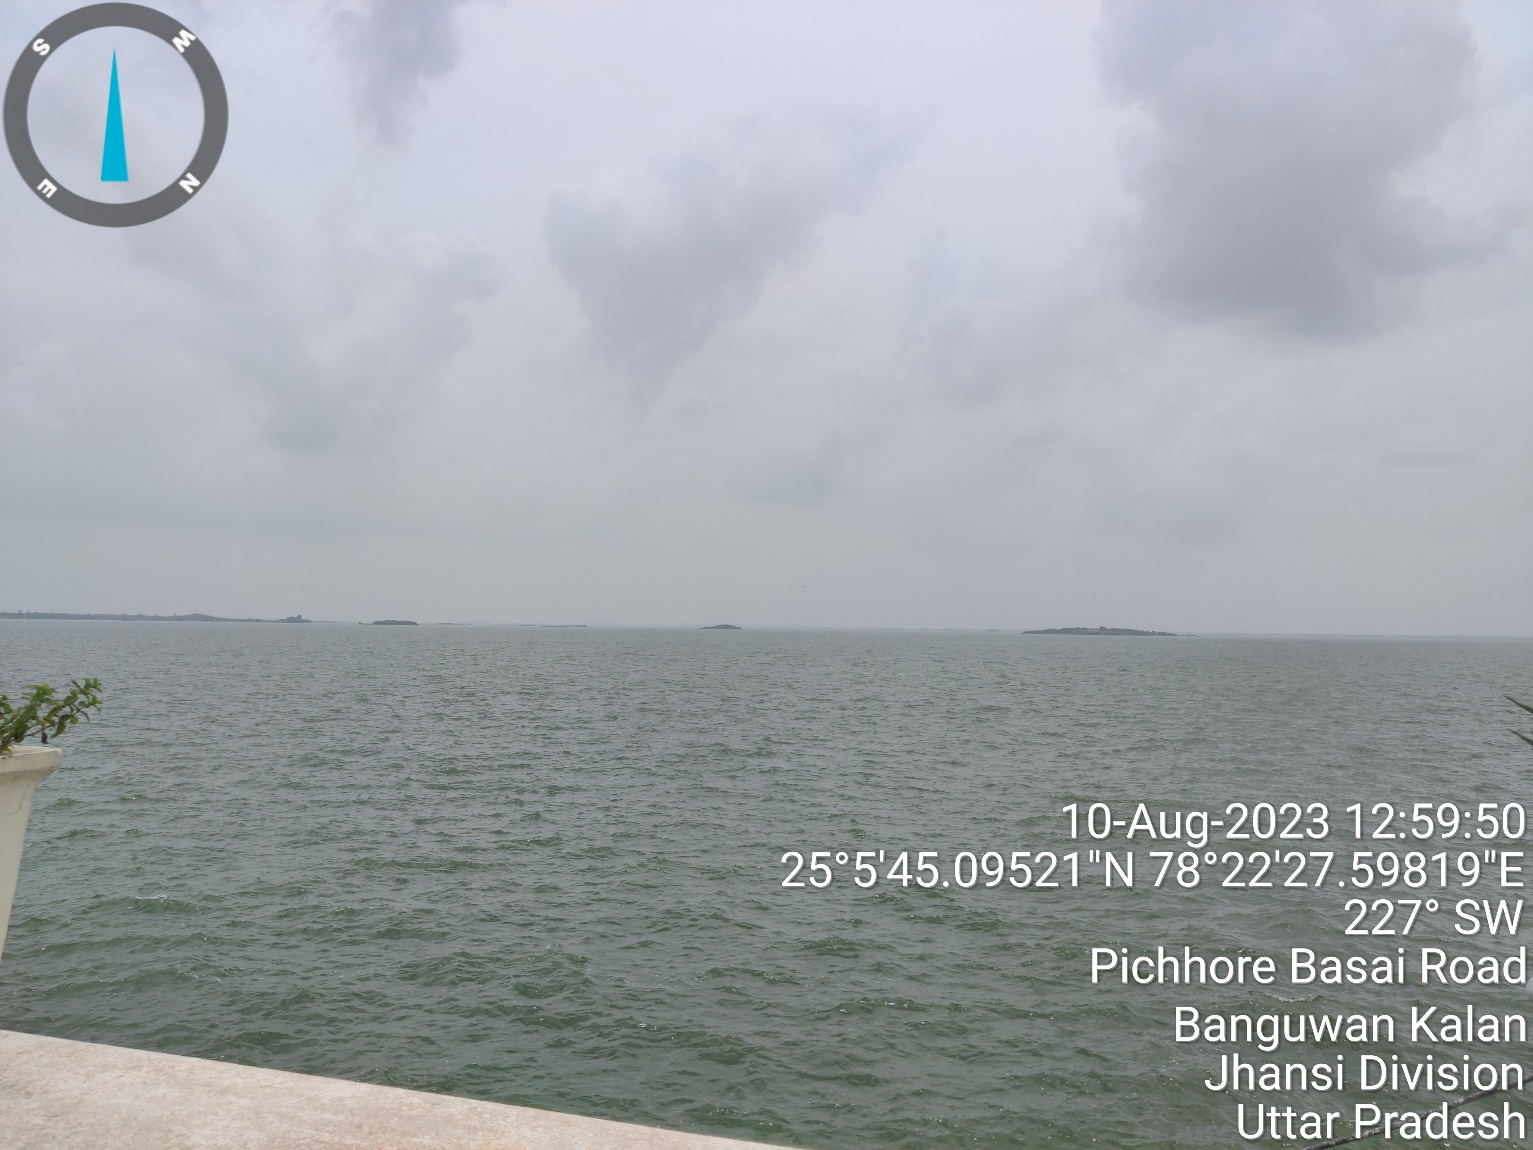 S W
E N
10-Aug-2023 12:59:50
25°5'45.09521"N 78°22'27.59819"E
227° SW
Pichhore Basai Road
Banguwan Kalan
Jhansi Division
Uttar Pradesh